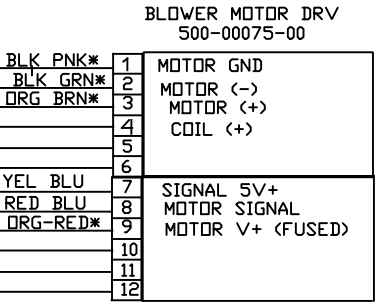 BLOWER MOTOR DRV
500-00075-00
BLK PNK* 1 MOTOR GND
BLK GRN* 2 MOTOR (-)
ORG BRN* 3 MOTOR (+)
4 COIL (+)
5
6
YEL BLU 7 SIGNAL 5V+
RED BLU 8 MOTOR SIGNAL
ORG-RED* 9 MOTOR V+ (FUSED)
10
11
12